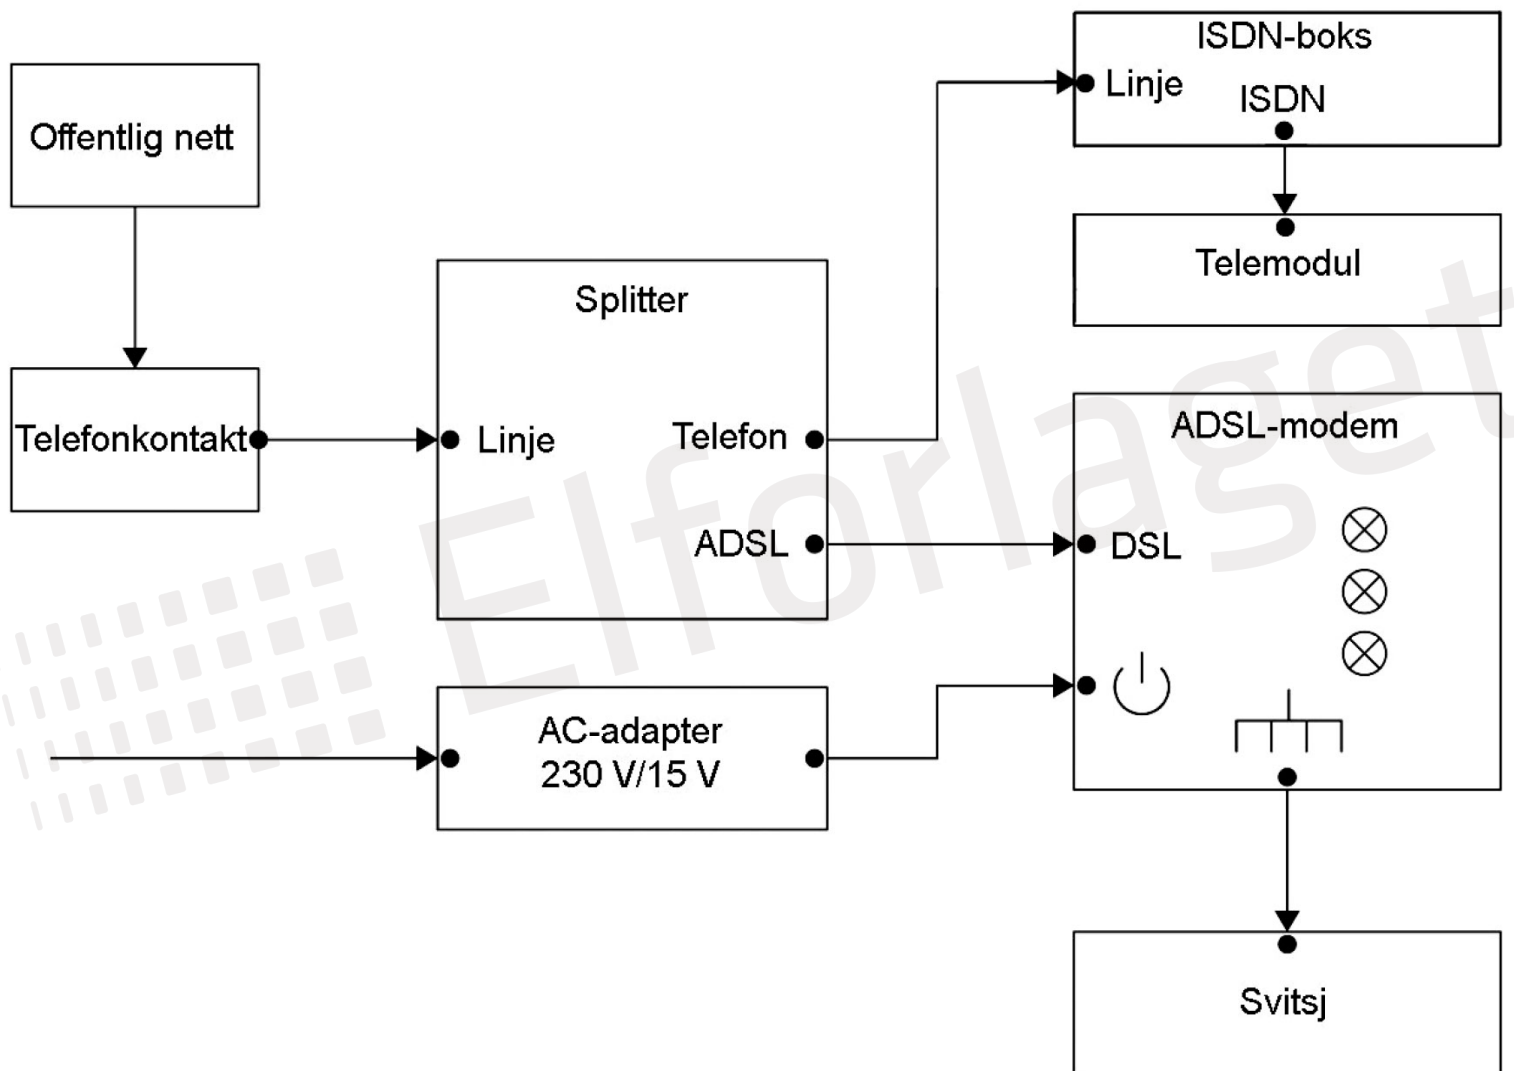 ISDN-boks
Linje
ISDN
Offentlig nett
Telemodul
Splitter
Telefonkontakt
Linje
Telefon
ADSL
ADSL-modem
DSL
AC-adapter
230 V/15 V
Svitsj
Elforlaget